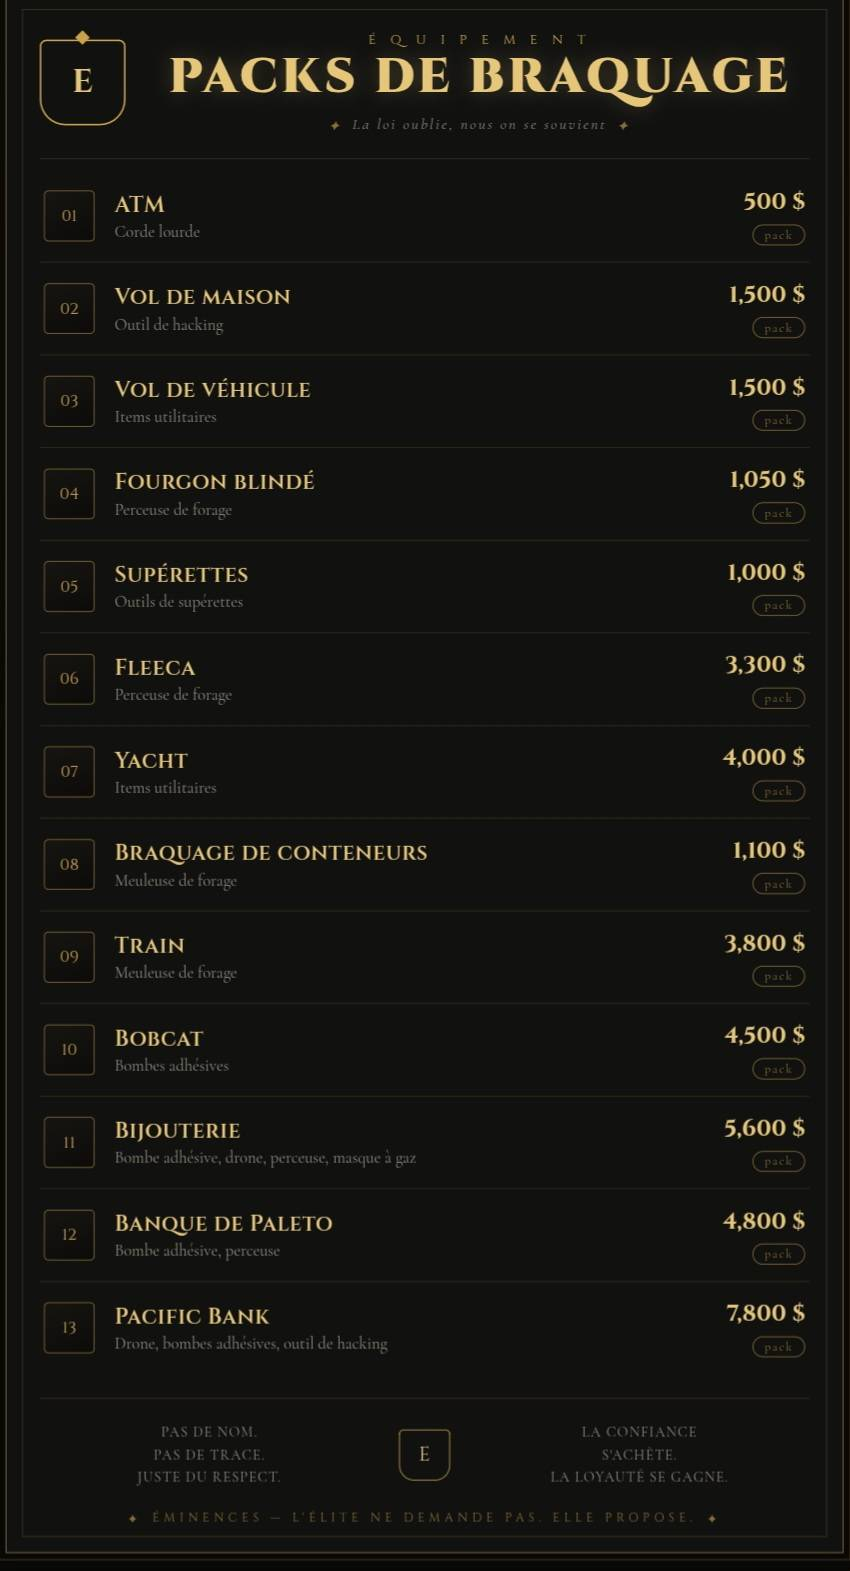 ÉQUIPEMENT
E
PACKS DE BRAQUAGE
✦ La loi oublie, nous on se souvient ✦
01
ATM
Corde lourde
500 $
pack
02
VOL DE MAISON
Outil de hacking
1,500 $
pack
03
VOL DE VÉHICULE
Items utilitaires
1,500 $
pack
04
FOURGON BLINDÉ
Perceuse de forage
1,050 $
pack
05
SUPÉRETTES
Outils de supérettes
1,000 $
pack
06
FLEECA
Perceuse de forage
3,300 $
pack
07
YACHT
Items utilitaires
4,000 $
pack
08
BRAQUAGE DE CONTENEURS
Meuleuse de forage
1,100 $
pack
09
TRAIN
Meuleuse de forage
3,800 $
pack
10
BOBCAT
Bombes adhésives
4,500 $
pack
11
BIJOUTERIE
Bombe adhésive, drone, perceuse, masque à gaz
5,600 $
pack
12
BANQUE DE PALETO
Bombe adhésive, perceuse
4,800 $
pack
13
PACIFIC BANK
Drone, bombes adhésives, outil de hacking
7,800 $
pack
PAS DE NOM.
PAS DE TRACE.
JUSTE DU RESPECT.
E
LA CONFIANCE
S'ACHÈTE.
LA LOYAUTÉ SE GAGNE.
✦ ÉMINENCES — L'ÉLITE NE DEMANDE PAS. ELLE PROPOSE. ✦